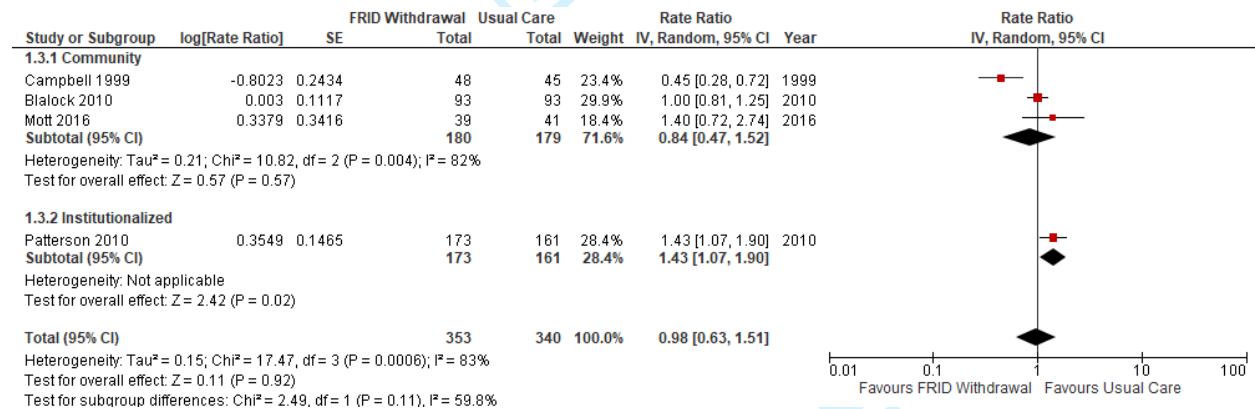 FRID Withdrawal Usual Care Rate Ratio Rate Ratio
Study or Subgroup log[Rate Ratio] SE Total Total Weight IV, Random, 95% CI Year IV, Random, 95% CI
1.3.1 Community
Campbell 1999 -0.8023 0.2434 48 45 23.4% 0.45 [0.28, 0.72] 1999
Blalock 2010 0.003 0.1117 93 93 29.9% 1.00 [0.81, 1.25] 2010
Mott 2016 0.3379 0.3416 39 41 18.4% 1.40 [0.72, 2.74] 2016
Subtotal (95% CI) 180 179 71.6% 0.84 [0.47, 1.52]
Heterogeneity: Tau² = 0.21; Chi² = 10.82, df = 2 (P = 0.004); I² = 82%
Test for overall effect: Z = 0.57 (P = 0.57)
1.3.2 Institutionalized
Patterson 2010 0.3549 0.1465 173 161 28.4% 1.43 [1.07, 1.90] 2010
Subtotal (95% CI) 173 161 28.4% 1.43 [1.07, 1.90]
Heterogeneity: Not applicable
Test for overall effect: Z = 2.42 (P = 0.02)
Total (95% CI) 353 340 100.0% 0.98 [0.63, 1.51]
Heterogeneity: Tau² = 0.15; Chi² = 17.47, df = 3 (P = 0.0006); I² = 83%
Test for overall effect: Z = 0.11 (P = 0.92)
Test for subgroup differences: Chi² = 2.49, df = 1 (P = 0.11), I² = 59.8%
0.01 0.1 1 10 100
Favours FRID Withdrawal Favours Usual Care